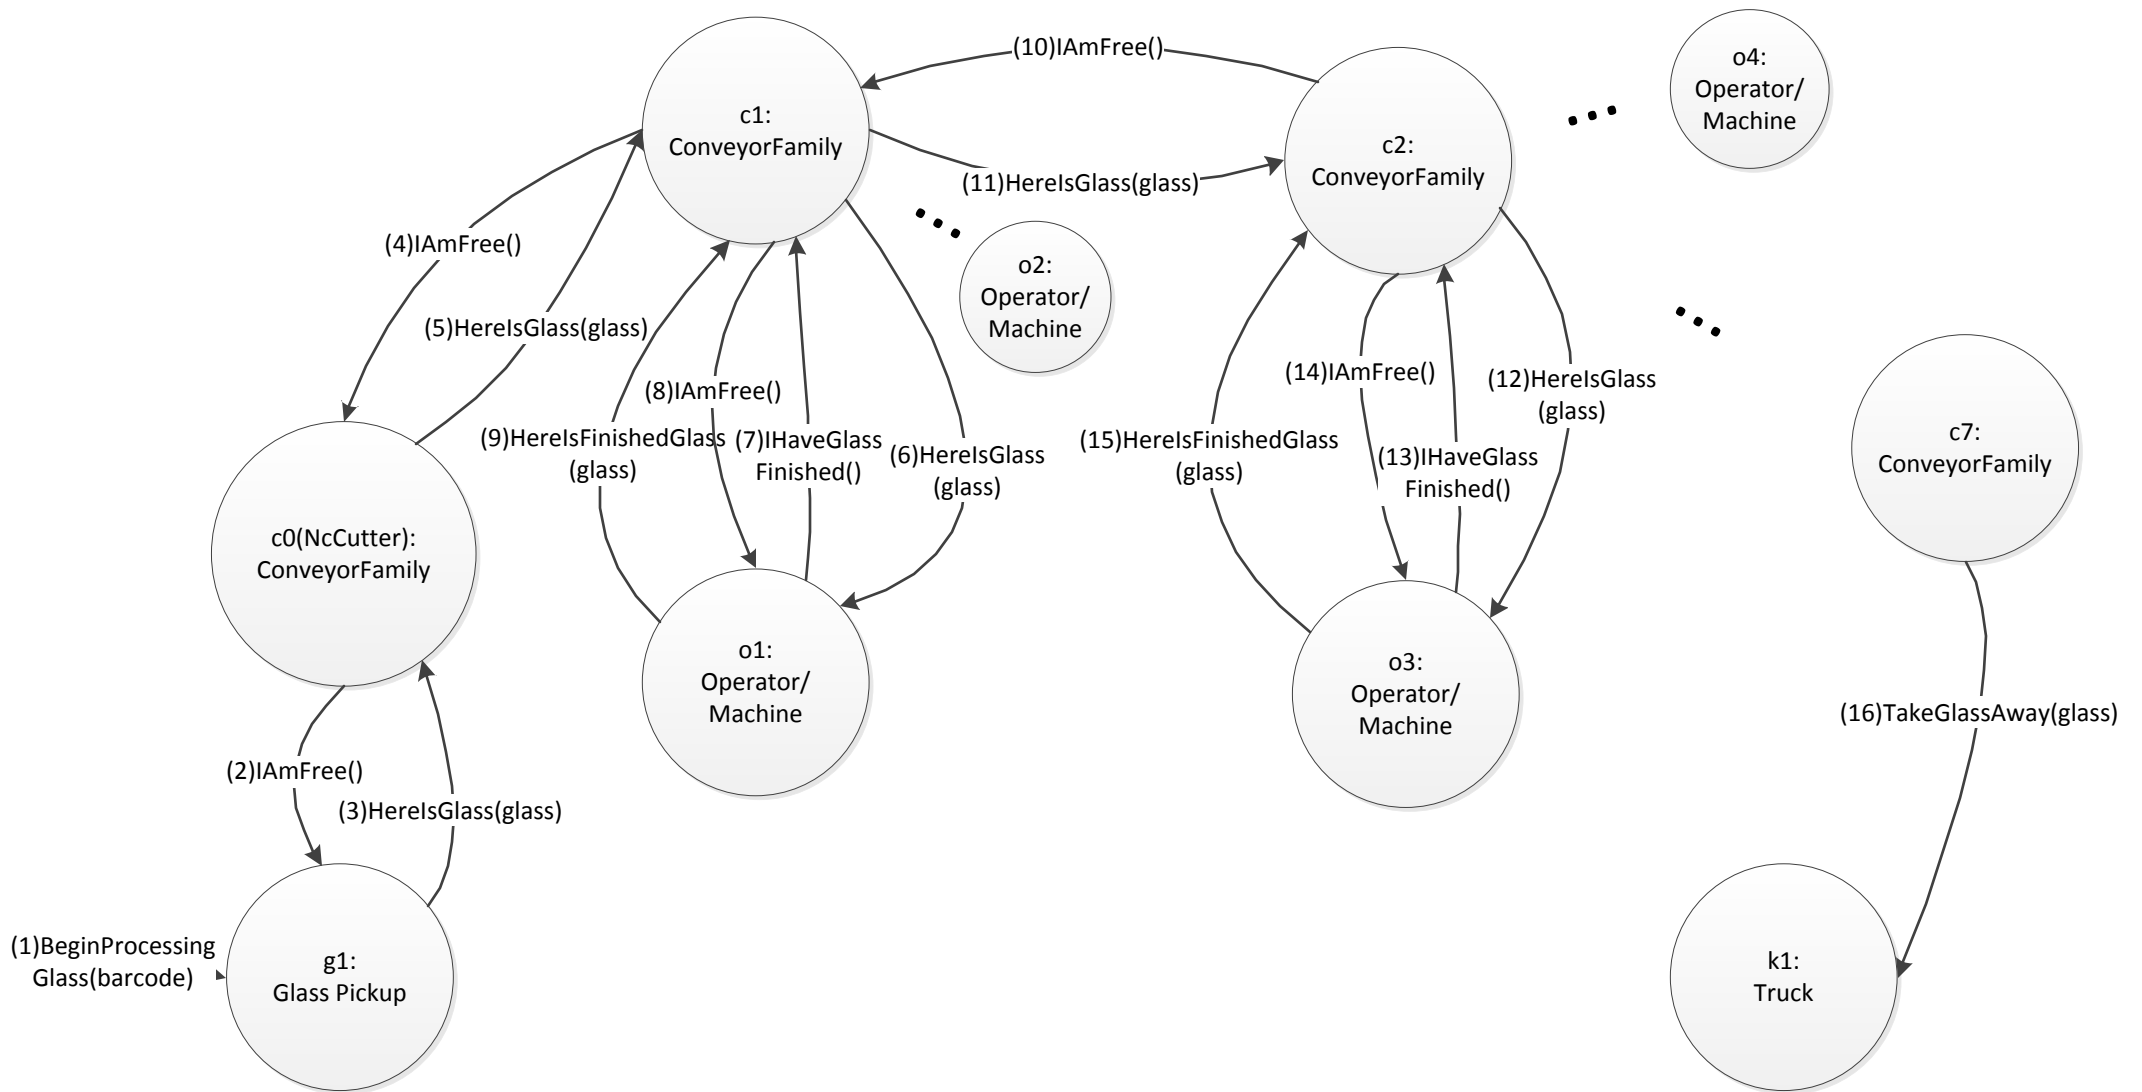 (10)IAmFree()
o4:
Operator/
Machine
c1:
ConveyorFamily
c2:
ConveyorFamily
(11)HereIsGlass(glass)
(4)IAmFree()
o2:
Operator/
Machine
(5)HereIsGlass(glass)
(8)IAmFree()
(14)IAmFree()
(12)HereIsGlass
(glass)
(9)HereIsFinishedGlass
(glass)
(7)IHaveGlass
Finished()
(6)HereIsGlass
(glass)
(15)HereIsFinishedGlass
(glass)
(13)IHaveGlass
Finished()
c7:
ConveyorFamily
c0(NcCutter):
ConveyorFamily
o1:
Operator/
Machine
o3:
Operator/
Machine
(16)TakeGlassAway(glass)
(2)IAmFree()
(3)HereIsGlass(glass)
(1)BeginProcessing
Glass(barcode)
g1:
Glass Pickup
k1:
Truck